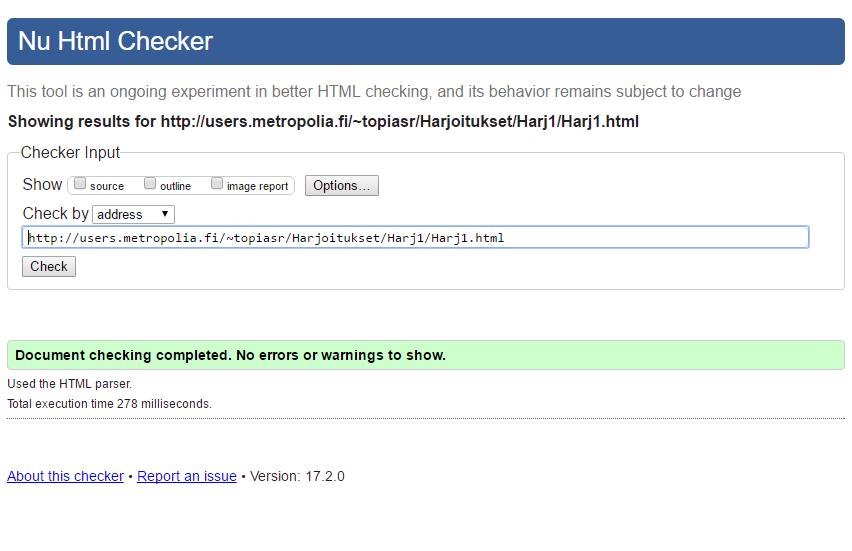 Nu Html Checker
This tool is an ongoing experiment in better HTML checking, and its behavior remains subject to change
Showing results for http://users.metropolia.fi/~topiasr/Harjoitukset/Harj1/Harj1.html
Checker Input
Show source outline image report Options...
Check by address
http://users.metropolia.fi/~topiasr/Harjoitukset/Harj1/Harj1.html
Check
Document checking completed. No errors or warnings to show.
Used the HTML parser.
Total execution time 278 milliseconds.
About this checker • Report an issue • Version: 17.2.0